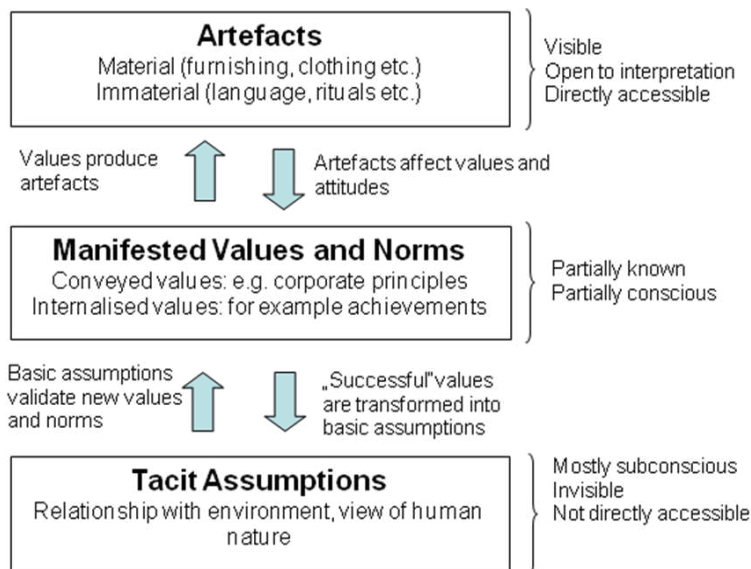 Artefacts
Material (furnishing, clothing etc.)
Immaterial (language, rituals etc.)
Visible
Open to interpretation
Directly accessible
Values produce
artefacts
Artefacts affect values and
attitudes
Manifested Values and Norms
Conveyed values: e.g. corporate principles
Internalised values: for example achievements
Partially known
Partially conscious
Basic assumptions
validate new values
and norms
„Successful" values
are transformed into
basic assumptions
Tacit Assumptions
Relationship with environment, view of human
nature
Mostly subconscious
Invisible
Not directly accessible